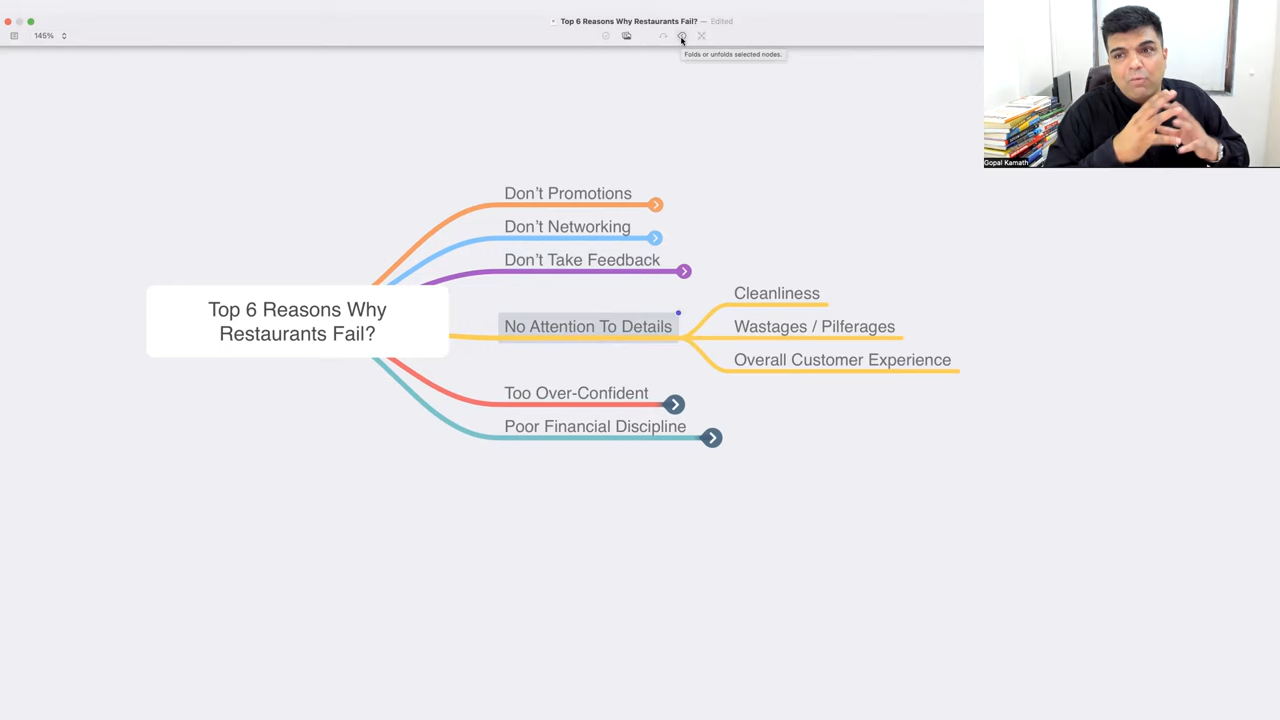 Top 6 Reasons Why Restaurants Fail? — Edited
145%
Folds or unfolds selected nodes.
Gopal Kamath
Don't Promotions
Don't Networking
Don't Take Feedback
Top 6 Reasons Why
Restaurants Fail?
No Attention To Details
Cleanliness
Wastages / Pilferages
Overall Customer Experience
Too Over-Confident
Poor Financial Discipline